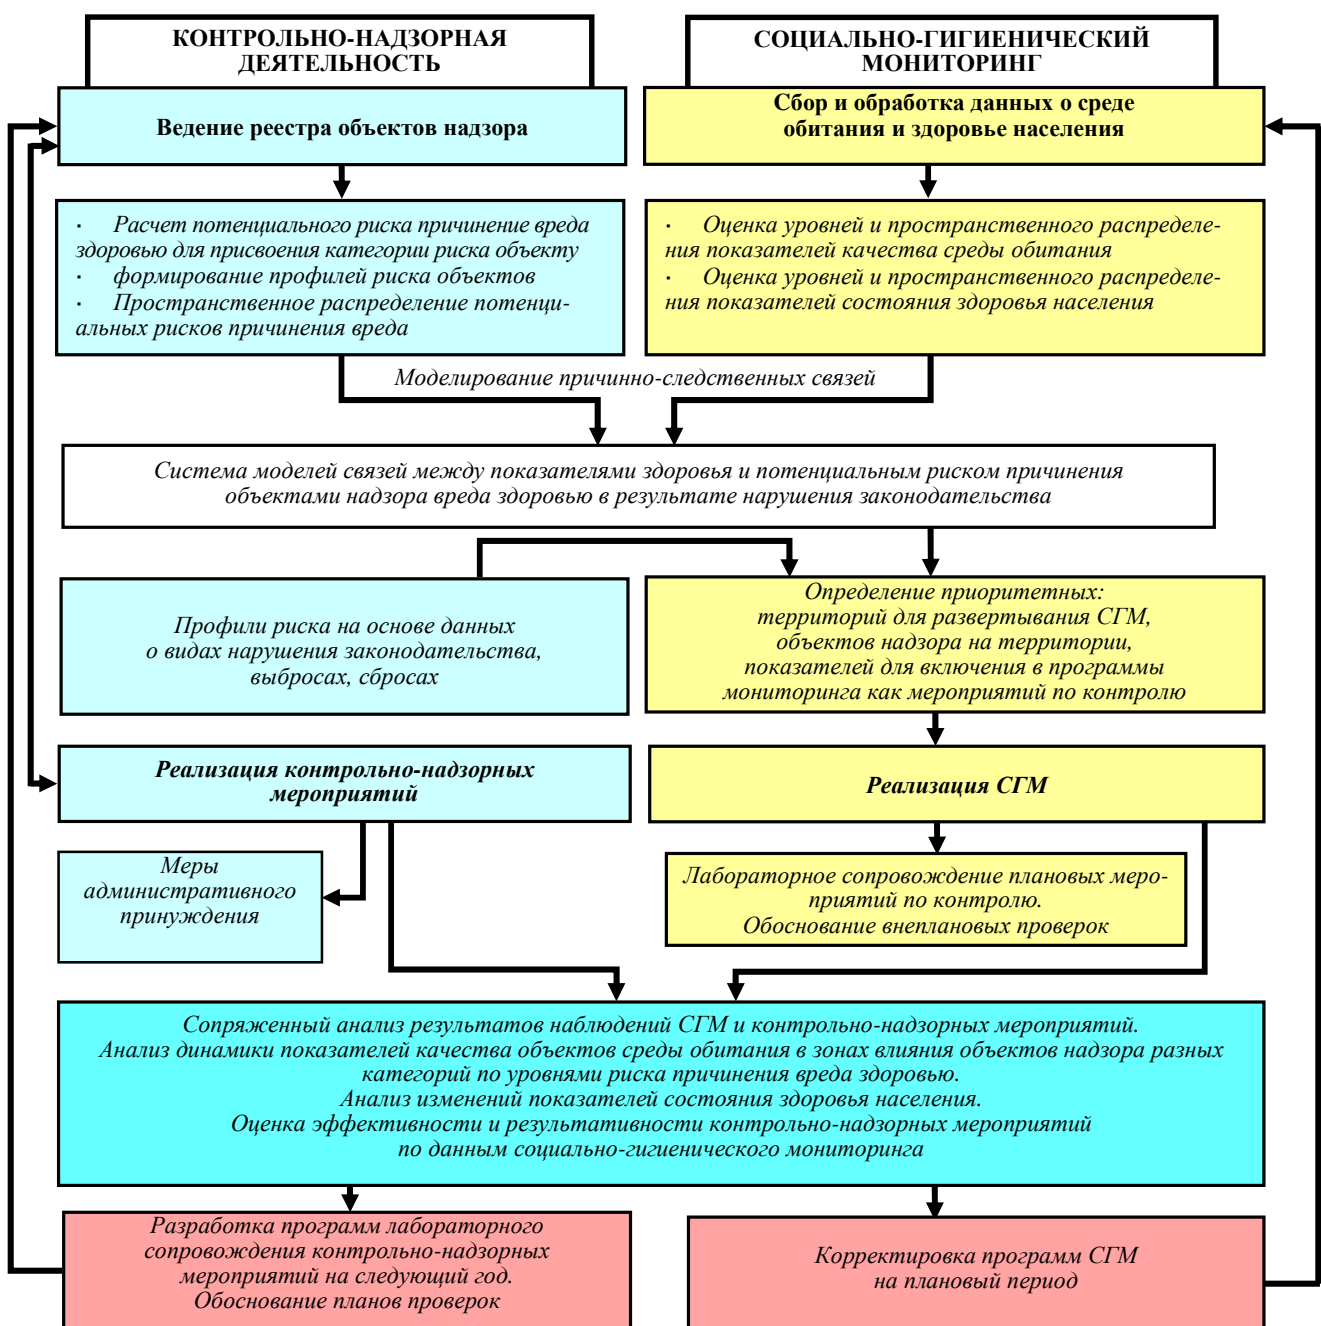 КОНТРОЛЬНО-НАДЗОРНАЯ
ДЕЯТЕЛЬНОСТЬ
СОЦИАЛЬНО-ГИГИЕНИЧЕСКИЙ
МОНИТОРИНГ
Ведение реестра объектов надзора
Сбор и обработка данных о среде
обитания и здоровье населения
· Расчет потенциального риска причинение вреда
здоровью для присвоения категории риска объекту
· формирование профилей риска объектов
· Пространственное распределение потенци-
альных рисков причинения вреда
· Оценка уровней и пространственного распределе-
ния показателей качества среды обитания
· Оценка уровней и пространственного распределе-
ния показателей состояния здоровья населения
Моделирование причинно-следственных связей
Система моделей связей между показателями здоровья и потенциальным риском причинения
объектами надзора вреда здоровью в результате нарушения законодательства
Профили риска на основе данных
о видах нарушения законодательства,
выбросах, сбросах
Определение приоритетных:
территорий для развертывания СГМ,
объектов надзора на территории,
показателей для включения в программы
мониторинга как мероприятий по контролю
Реализация контрольно-надзорных
мероприятий
Реализация СГМ
Меры
административного
принуждения
Лабораторное сопровождение плановых меро-
приятий по контролю.
Обоснование внеплановых проверок
Сопряженный анализ результатов наблюдений СГМ и контрольно-надзорных мероприятий.
Анализ динамики показателей качества объектов среды обитания в зонах влияния объектов надзора разных
категорий по уровнями риска причинения вреда здоровью.
Анализ изменений показателей состояния здоровья населения.
Оценка эффективности и результативности контрольно-надзорных мероприятий
по данным социально-гигиенического мониторинга
Разработка программ лабораторного
сопровождения контрольно-надзорных
мероприятий на следующий год.
Обоснование планов проверок
Корректировка программ СГМ
на плановый период